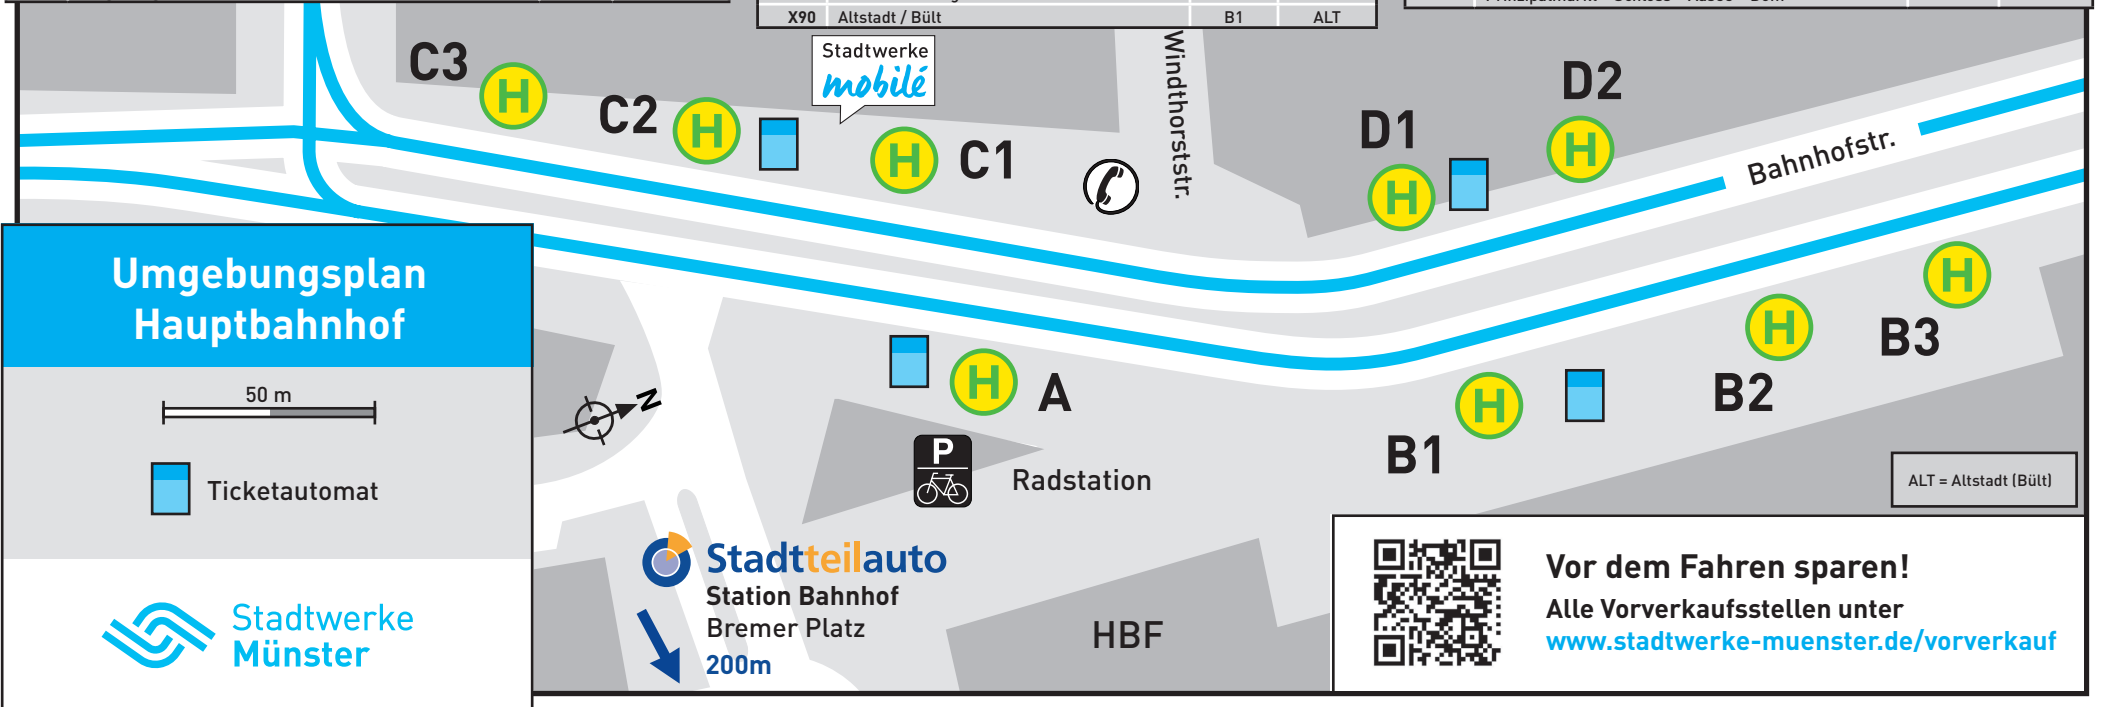 X90 Altstadt / Bült B1 ALT
Stadtwerke
mobilé
C3
H
C2
H
H
C1
Windthorststr.
D1
H
D2
H
Bahnhofstr.
Umgebungsplan
Hauptbahnhof
50 m
Ticketautomat
Stadtwerke
Münster
N
H
A
P
Radstation
H
B1
H
B2
H
B3
ALT = Altstadt (Bült)
Stadtteilauto
Station Bahnhof
Bremer Platz
200m
HBF
Vor dem Fahren sparen!
Alle Vorverkaufsstellen unter
www.stadtwerke-muenster.de/vorverkauf